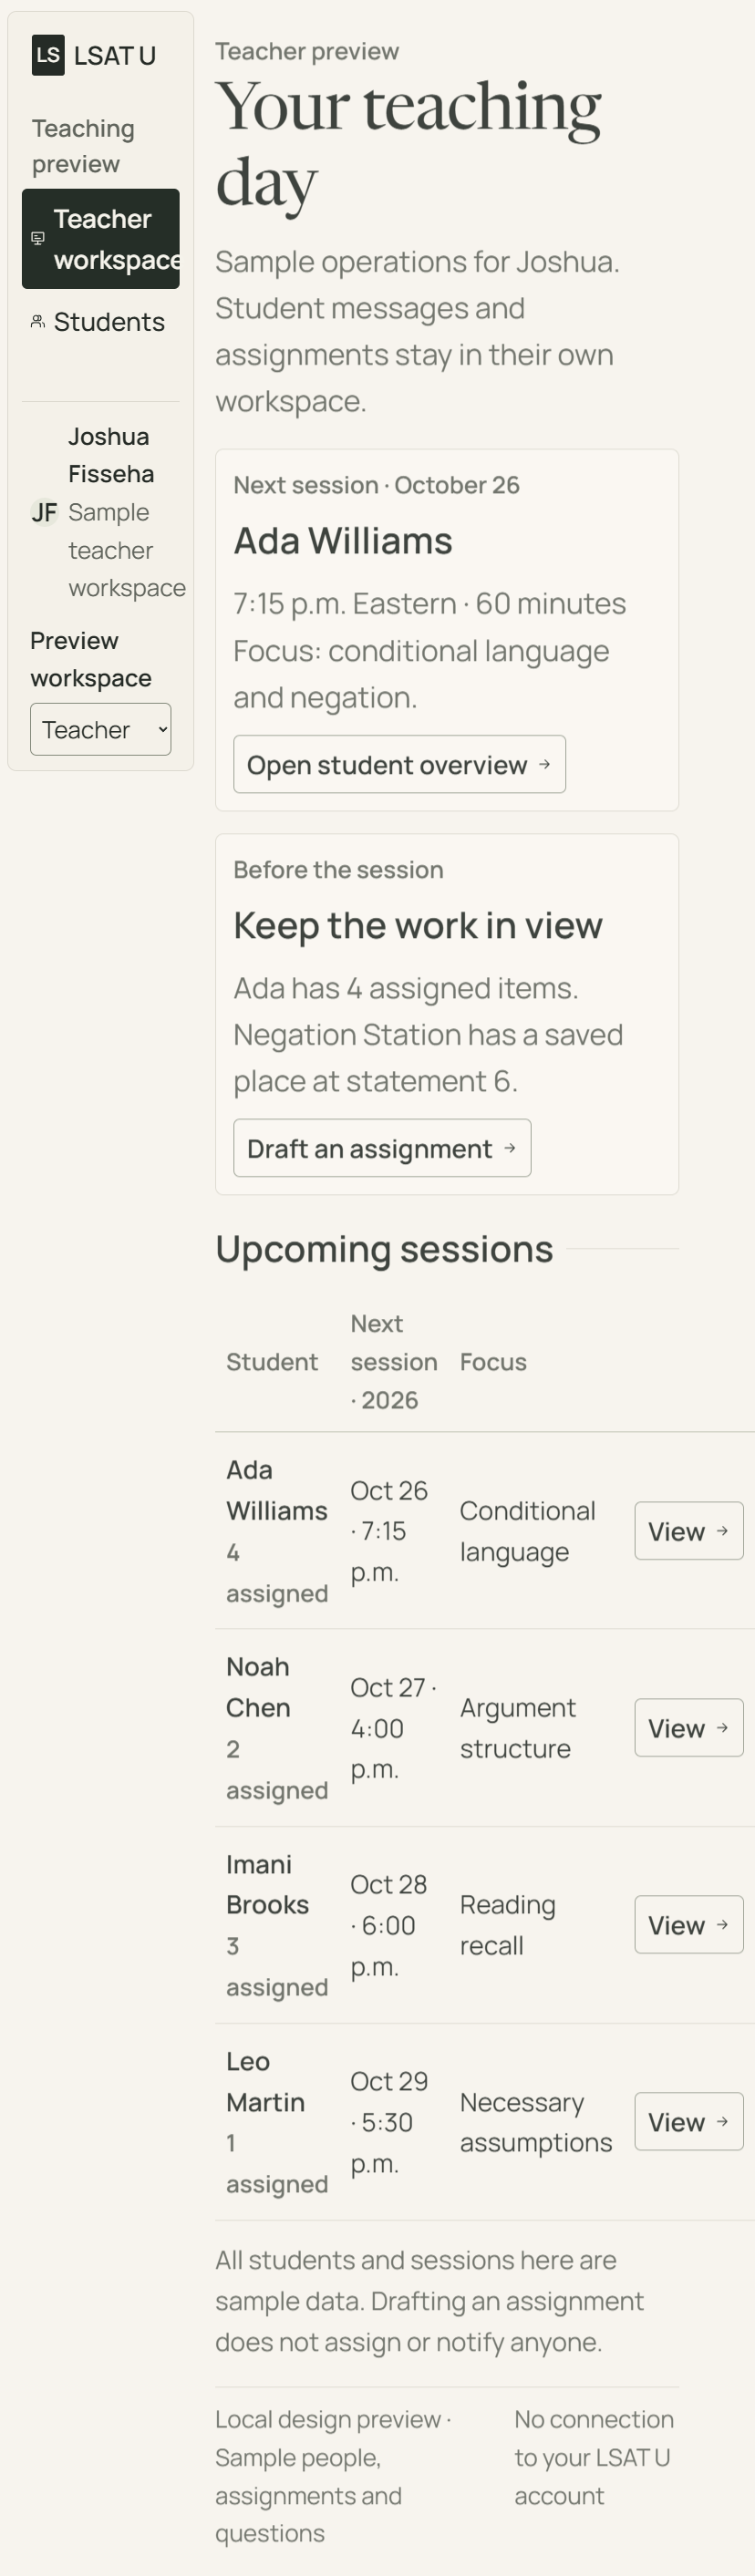 LS LSAT U
Teaching
preview
Teacher
workspace
Students
Joshua
Fisseha
JF
Sample
teacher
workspace
Preview
workspace
Teacher
Teacher preview
Your teaching
day
Sample operations for Joshua.
Student messages and
assignments stay in their own
workspace.
Next session · October 26
Ada Williams
7:15 p.m. Eastern · 60 minutes
Focus: conditional language
and negation.
Open student overview →
Before the session
Keep the work in view
Ada has 4 assigned items.
Negation Station has a saved
place at statement 6.
Draft an assignment →
Upcoming sessions
Student
Next
session
· 2026
Focus
Ada
Williams
4
assigned
Oct 26
· 7:15
p.m.
Conditional
language
View →
Noah
Chen
2
assigned
Oct 27 ·
4:00
p.m.
Argument
structure
View →
Imani
Brooks
3
assigned
Oct 28
· 6:00
p.m.
Reading
recall
View →
Leo
Martin
1
assigned
Oct 29
· 5:30
p.m.
Necessary
assumptions
View →
All students and sessions here are
sample data. Drafting an assignment
does not assign or notify anyone.
Local design preview ·
Sample people,
assignments and
questions
No connection
to your LSAT U
account